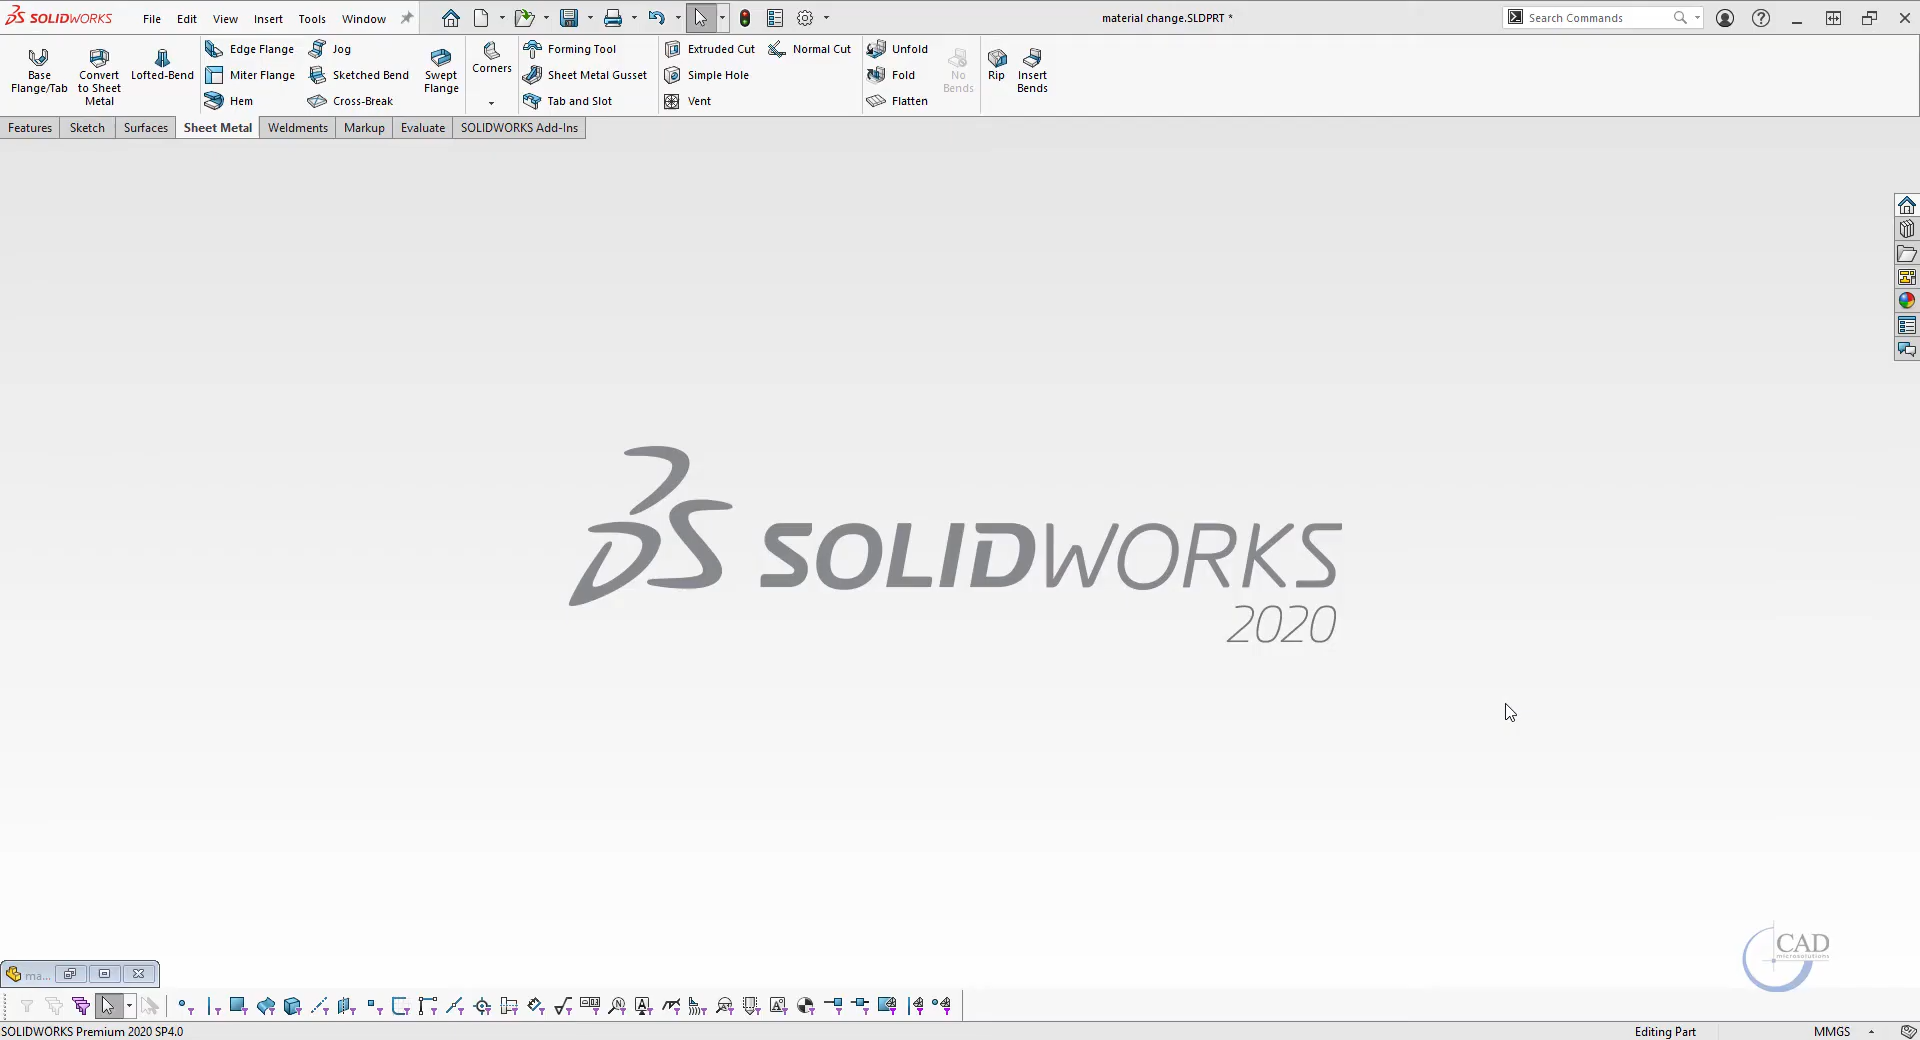 SOLIDWORKS File Edit View Insert Tools Window material change.SLDPRT * Search Commands
Base Flange/Tab
Convert to Sheet Metal
Lofted-Bend
Edge Flange
Miter Flange
Hem
Jog
Sketched Bend
Cross-Break
Swept Flange
Corners
Forming Tool
Sheet Metal Gusset
Tab and Slot
Extruded Cut
Simple Hole
Vent
Normal Cut
Unfold
Fold
Flatten
No Bends
Rip
Insert Bends
Features Sketch Surfaces Sheet Metal Weldments Markup Evaluate SOLIDWORKS Add-Ins
SOLIDWORKS
2020
CAD
microsolutions
ma...
SOLIDWORKS Premium 2020 SP4.0 Editing Part MMGS